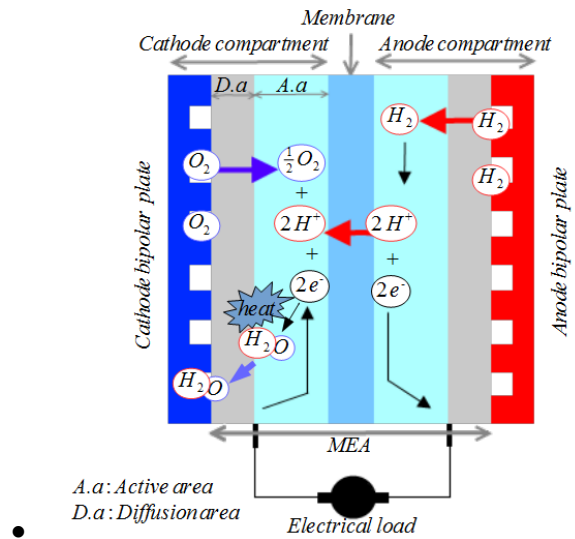 Membrane
Cathode compartment
Anode compartment
D.a
A.a
H₂
H₂
O₂
½O₂
H₂
+
O₂
2H⁺
2H⁺
+
+
2e⁻
2e⁻
heat
H₂O
H₂O
Cathode bipolar plate
Anode bipolar plate
MEA
A.a: Active area
D.a: Diffusion area
Electrical load